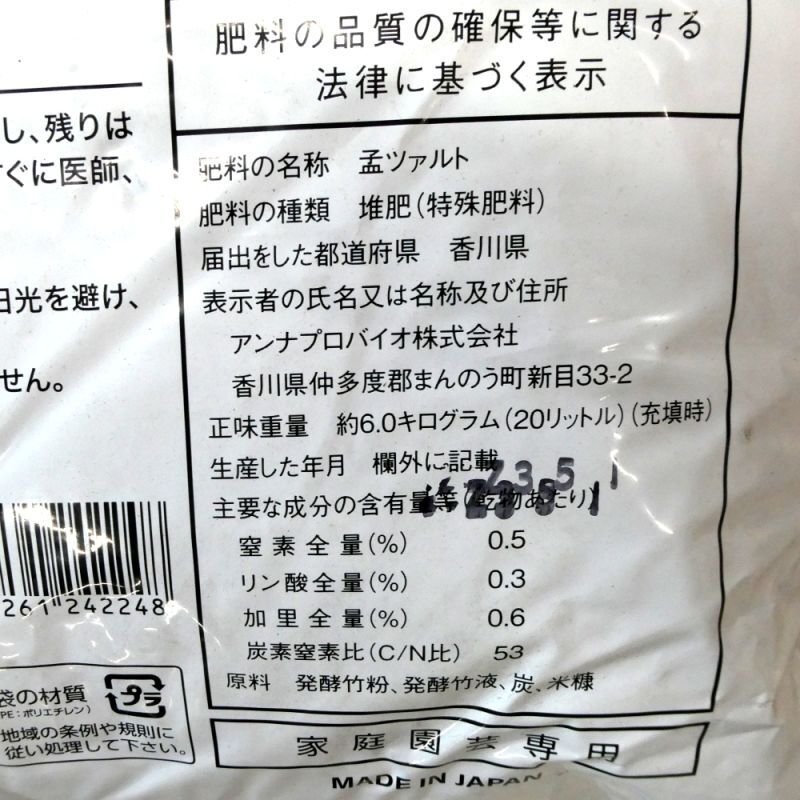 肥料の品質の確保等に関する
法律に基づく表示
肥料の名称 孟ツァルト
肥料の種類 堆肥(特殊肥料)
届出をした都道府県 香川県
表示者の氏名又は名称及び住所
アンナプロバイオ株式会社
香川県仲多度郡まんのう町新目33-2
正味重量 約6.0キログラム(20リットル)(充填時)
生産した年月 欄外に記載
主要な成分の含有量等(乾物あたり)
窒素全量(%) 0.5
リン酸全量(%) 0.3
加里全量(%) 0.6
炭素窒素比(C/N比) 53
原料 発酵竹粉、発酵竹液、炭、米糠
家庭園芸専用
MADE IN JAPAN
し、残りは
ぐに医師、
日光を避け、
せん。
261 242248
袋の材質
PE:ポリエチレン)
プラ
地域の条例や規則に
従い処理して下さい。